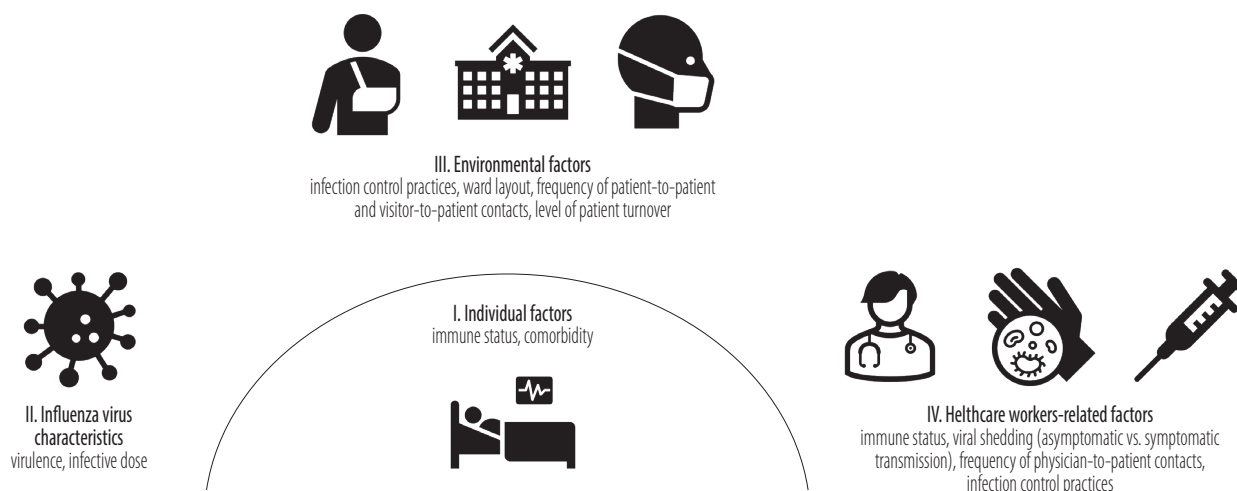 III. Environmental factors
infection control practices, ward layout, frequency of patient-to-patient
and visitor-to-patient contacts, level of patient turnover
I. Individual factors
immune status, comorbidity
II. Influenza virus
characteristics
virulence, infective dose
IV. Helthcare workers-related factors
immune status, viral shedding (asymptomatic vs. symptomatic
transmission), frequency of physician-to-patient contacts,
infection control practices